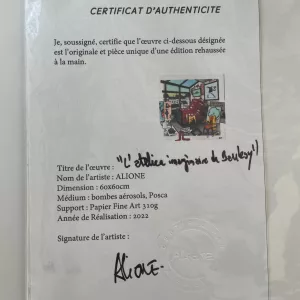 CERTIFICAT D'AUTHENTICITE
Je, soussigné, certifie que l'œuvre ci-dessous désignée
est l'originale et pièce unique d'une édition rehaussée
à la main.
Titre de l'œuvre : "L'atelier imaginaire de
Nom de l'artiste : ALIONE
Dimension : 60x60cm
Médium : bombes aérosols, Posca
Support : Papier Fine Art 310g
Année de Réalisation : 2022
Signature de l'artiste :
ALIONE